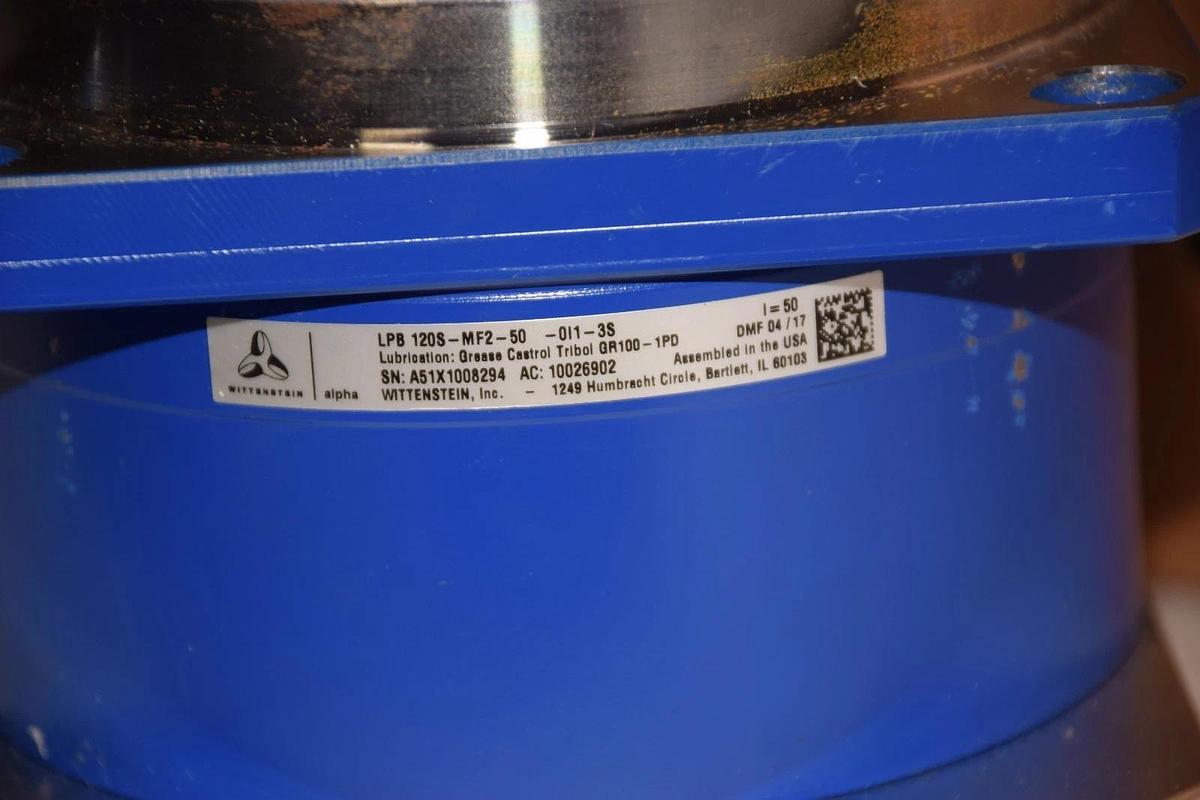 WITTENSTEIN
alpha
LPB 120S-MF2-50 -0I1-3S
i=50
Lubrication: Grease Castrol Tribol GR100-1PD
DMF 04/17
SN: A51X1008294 AC: 10026902
Assembled in the USA
WITTENSTEIN, Inc. - 1249 Humbracht Circle, Bartlett, IL 60103